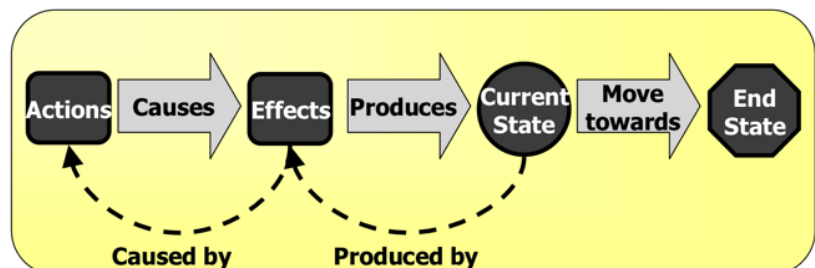 Actions
Causes
Effects
Produces
Current
State
Move
towards
End
State
Caused by
Produced by